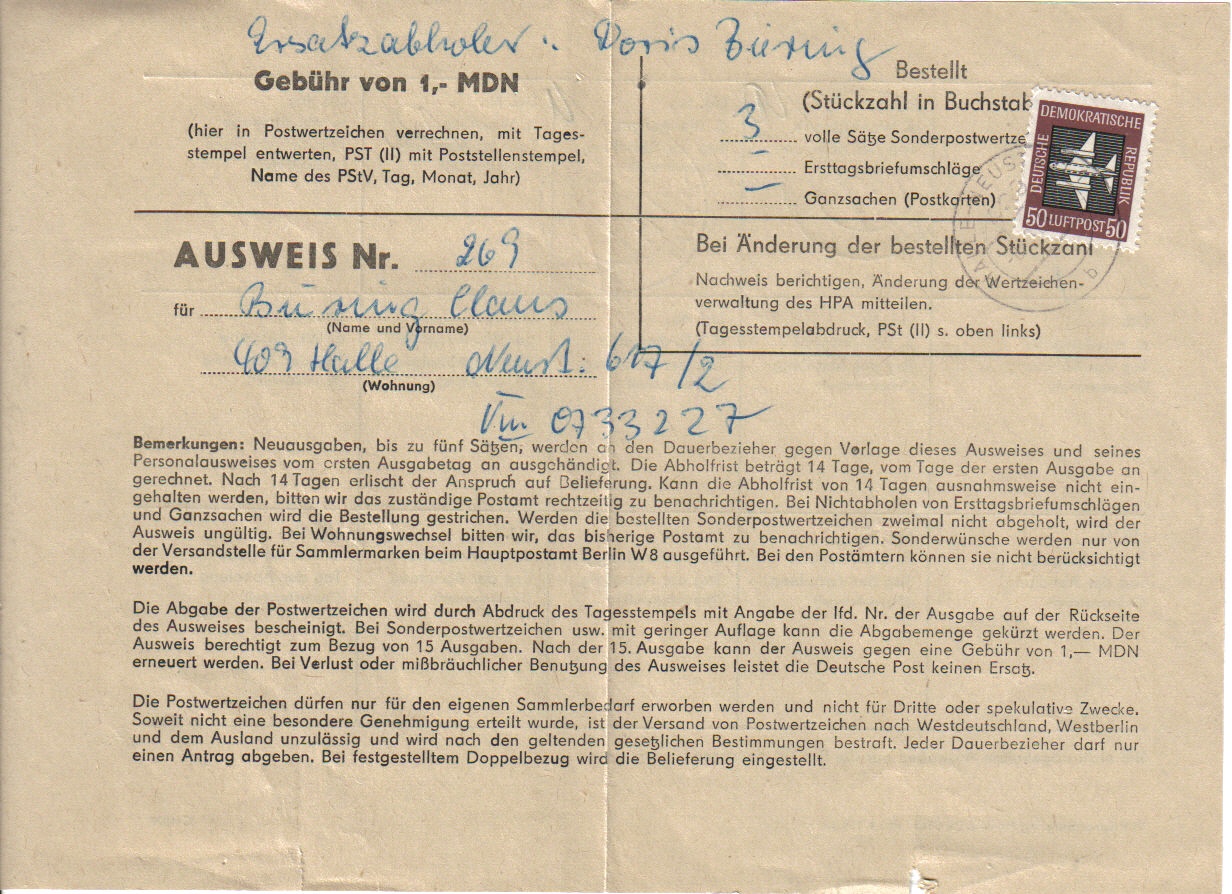 Ersatzabholer: Doris Büring
Gebühr von 1,- MDN
(hier in Postwertzeichen verrechnen, mit Tages-
stempel entwerten, PST (II) mit Poststellenstempel,
Name des PStV, Tag, Monat, Jahr)
Bestellt
(Stückzahl in Buchstab
3 volle Sätze Sonderpostwertze
— Ersttagsbriefumschläge
— Ganzsachen (Postkarten)
DEMOKRATISCHE
DEUTSCHE
REPUBLIK
50 LUFTPOST 50
AUSWEIS Nr. 269
für Büring Claus
(Name und Vorname)
409 Halle Neust. 617/2
(Wohnung)
VIII 0733227
Bei Änderung der bestellten Stückzahl
Nachweis berichtigen, Änderung der Wertzeichen-
verwaltung des HPA mitteilen.
(Tagesstempelabdruck, PSt (II) s. oben links)
b
Bemerkungen: Neuausgaben, bis zu fünf Sätzen, werden an den Dauerbezieher gegen Vorlage dieses Ausweises und seines
Personalausweises vom ersten Ausgabetag an ausgehändigt. Die Abholfrist beträgt 14 Tage, vom Tage der ersten Ausgabe an
gerechnet. Nach 14 Tagen erlischt der Anspruch auf Belieferung. Kann die Abholfrist von 14 Tagen ausnahmsweise nicht ein-
gehalten werden, bitten wir das zuständige Postamt rechtzeitig zu benachrichtigen. Bei Nichtabholen von Ersttagsbriefumschlägen
und Ganzsachen wird die Bestellung gestrichen. Werden die bestellten Sonderpostwertzeichen zweimal nicht abgeholt, wird der
Ausweis ungültig. Bei Wohnungswechsel bitten wir, das bisherige Postamt zu benachrichtigen. Sonderwünsche werden nur von
der Versandstelle für Sammlermarken beim Hauptpostamt Berlin W 8 ausgeführt. Bei den Postämtern können sie nicht berücksichtigt
werden.
Die Abgabe der Postwertzeichen wird durch Abdruck des Tagesstempels mit Angabe der lfd. Nr. der Ausgabe auf der Rückseite
des Ausweises bescheinigt. Bei Sonderpostwertzeichen usw. mit geringer Auflage kann die Abgabemenge gekürzt werden. Der
Ausweis berechtigt zum Bezug von 15 Ausgaben. Nach der 15. Ausgabe kann der Ausweis gegen eine Gebühr von 1,— MDN
erneuert werden. Bei Verlust oder mißbräuchlicher Benutzung des Ausweises leistet die Deutsche Post keinen Ersatz.
Die Postwertzeichen dürfen nur für den eigenen Sammlerbedarf erworben werden und nicht für Dritte oder spekulative Zwecke.
Soweit nicht eine besondere Genehmigung erteilt wurde, ist der Versand von Postwertzeichen nach Westdeutschland, Westberlin
und dem Ausland unzulässig und wird nach den geltenden gesetzlichen Bestimmungen bestraft. Jeder Dauerbezieher darf nur
einen Antrag abgeben. Bei festgestelltem Doppelbezug wird die Belieferung eingestellt.